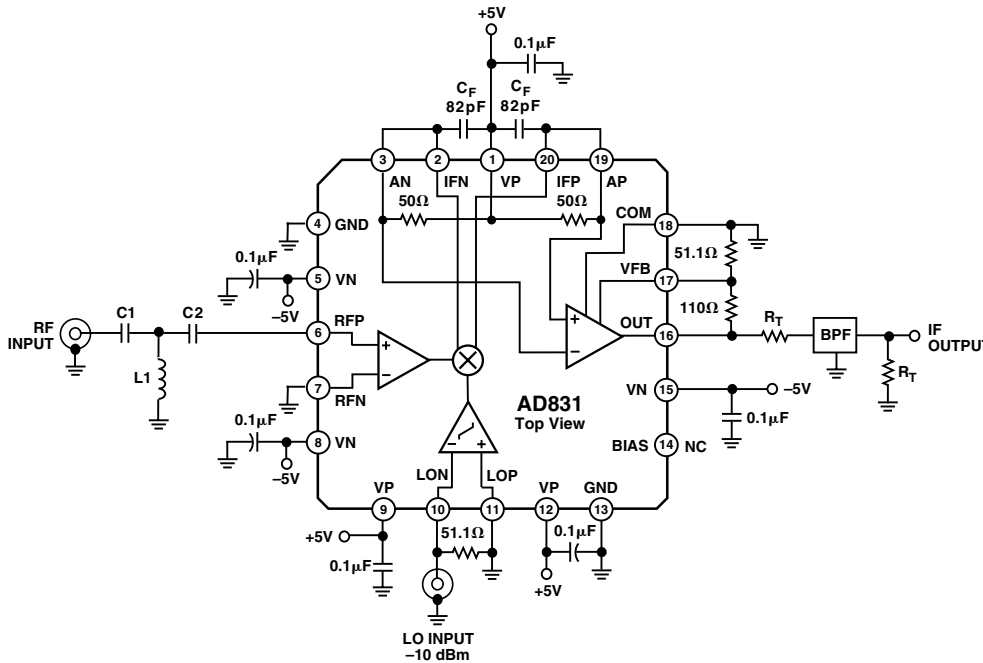 +5V
0.1µF
CF
82pF
CF
82pF
3
2
1
20
19
AN
IFN
VP
IFP
AP
50Ω
50Ω
COM
18
4
GND
51.1Ω
0.1µF
VFB
17
5
VN
–5V
110Ω
C1
C2
RF
INPUT
6
RFP
OUT
16
RT
BPF
IF
OUTPUT
L1
RT
7
RFN
VN
15
–5V
AD831
Top View
0.1µF
0.1µF
8
VN
BIAS
14
NC
–5V
LON
LOP
VP
VP
GND
9
10
11
12
13
+5V
51.1Ω
0.1µF
0.1µF
+5V
LO INPUT
–10 dBm